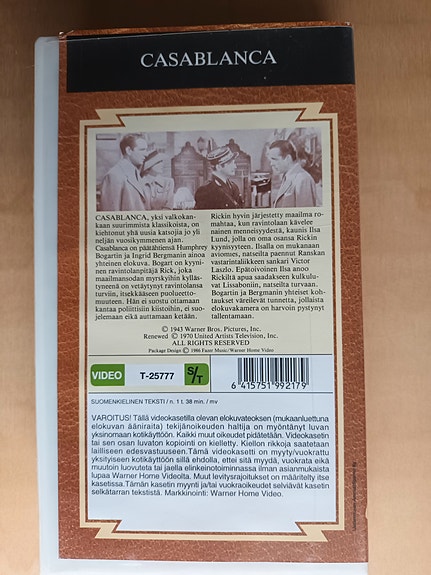 CASABLANCA
CASABLANCA, yksi valkokan-
kaan suurimmista klassikoista, on
kiehtonut yhä uusia katsojia jo yli
neljän vuosikymmenen ajan.
Casablanca on päätähtiensä Humphrey
Bogartin ja Ingrid Bergmanin ainoa
yhteinen elokuva. Bogart on kyyni-
nen ravintolanpitäjä Rick, joka
maailmansodan myrskyihin kylläs-
tyneenä on vetäytynyt ravintolansa
turviin, itsekkääseen puolueetto-
muuteen. Hän ei suostu ottamaan
kantaa poliittisiin kiistoihin, ei suo-
jelemaan eikä auttamaan ketään.
Rickin hyvin järjestetty maailma ro-
mahtaa, kun ravintolaan kävelee
nainen menneisyydestä, kaunis Ilsa
Lund, jolla on oma osansa Rickin
kyynisyyteen. Ilsalla on mukanaan
aviomies, natseilta paennut Ranskan
vastarintaliikkeen sankari Victor
Laszlo. Epätoivoinen Ilsa anoo
Rickiltä apua saadakseen kulkulu-
vat Lissaboniin, natseilta turvaan.
Bogartin ja Bergmanin yhteiset koh-
taukset väreilevät tunnetta, jollaista
elokuvakamera on harvoin pystynyt
tallentamaan.
© 1943 Warner Bros. Pictures, Inc.
Renewed © 1970 United Artists Television, Inc.
ALL RIGHTS RESERVED
Package Design © 1986 Fazer Music/Warner Home Video
VIDEO T-25777 S/T
6 415751 992179
SUOMENKIELINEN TEKSTI / n. 1 t. 38 min. / mv
VAROITUS! Tällä videokasetilla olevan elokuvateoksen (mukaanluettuna
elokuvan ääniraita) tekijänoikeuden haltija on myöntänyt luvan
yksinomaan kotikäyttöön. Kaikki muut oikeudet pidätetään. Videokasetin
tai sen osan luvaton kopiointi on kielletty. Kiellon rikkoja saatetaan
lailliseen edesvastuuseen. Tämä videokasetti on myyty/vuokrattu
yksityiseen kotikäyttöön sillä ehdolla, ettei sitä myydä, vuokrata eikä
muutoin luovuteta tai jaella elinkeinotoiminnassa ilman asianmukaista
lupaa Warner Home Videolta. Muut levitysrajoitukset on määritelty itse
kasetissa. Tämän kasetin myynti ja/tai vuokraoikeudet selviävät kasetin
selkätarran tekstistä. Markkinointi: Warner Home Video.